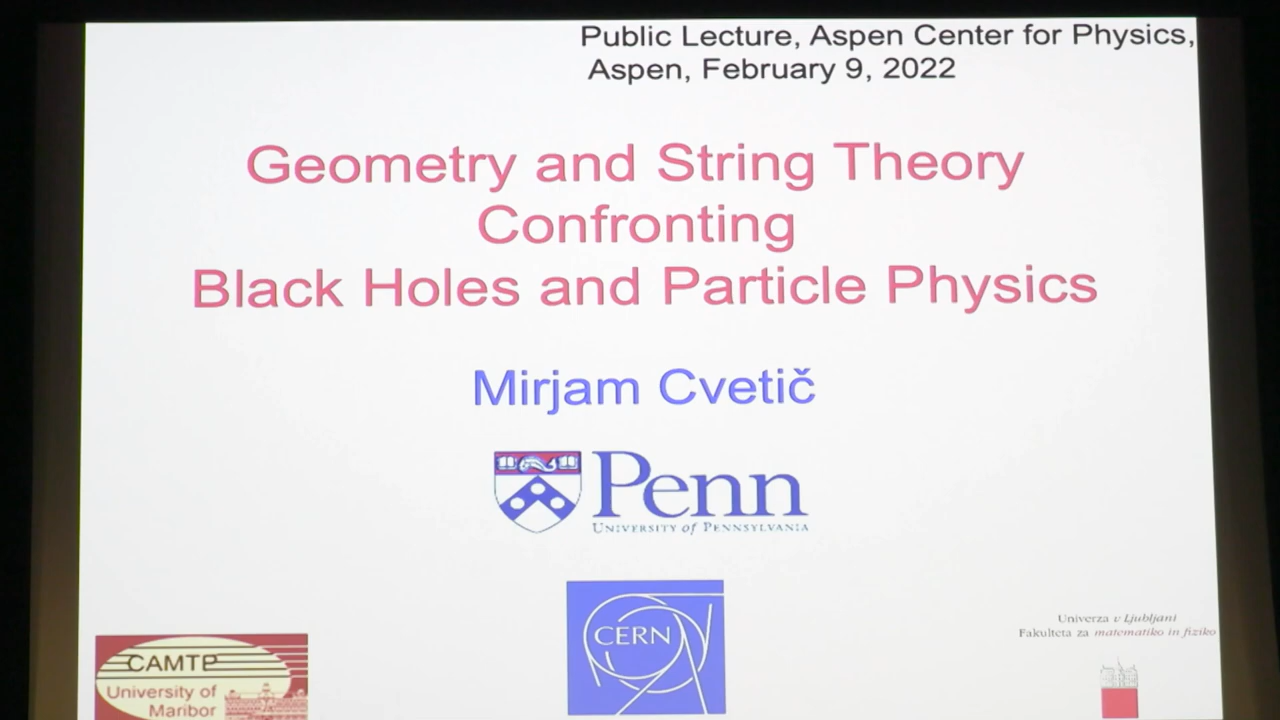 Public Lecture, Aspen Center for Physics,
Aspen, February 9, 2022
Geometry and String Theory
Confronting
Black Holes and Particle Physics
Mirjam Cvetič
Penn
UNIVERSITY of PENNSYLVANIA
CERN
CAMTP
University of
Maribor
Univerza v Ljubljani
Fakulteta za matematiko in fiziko